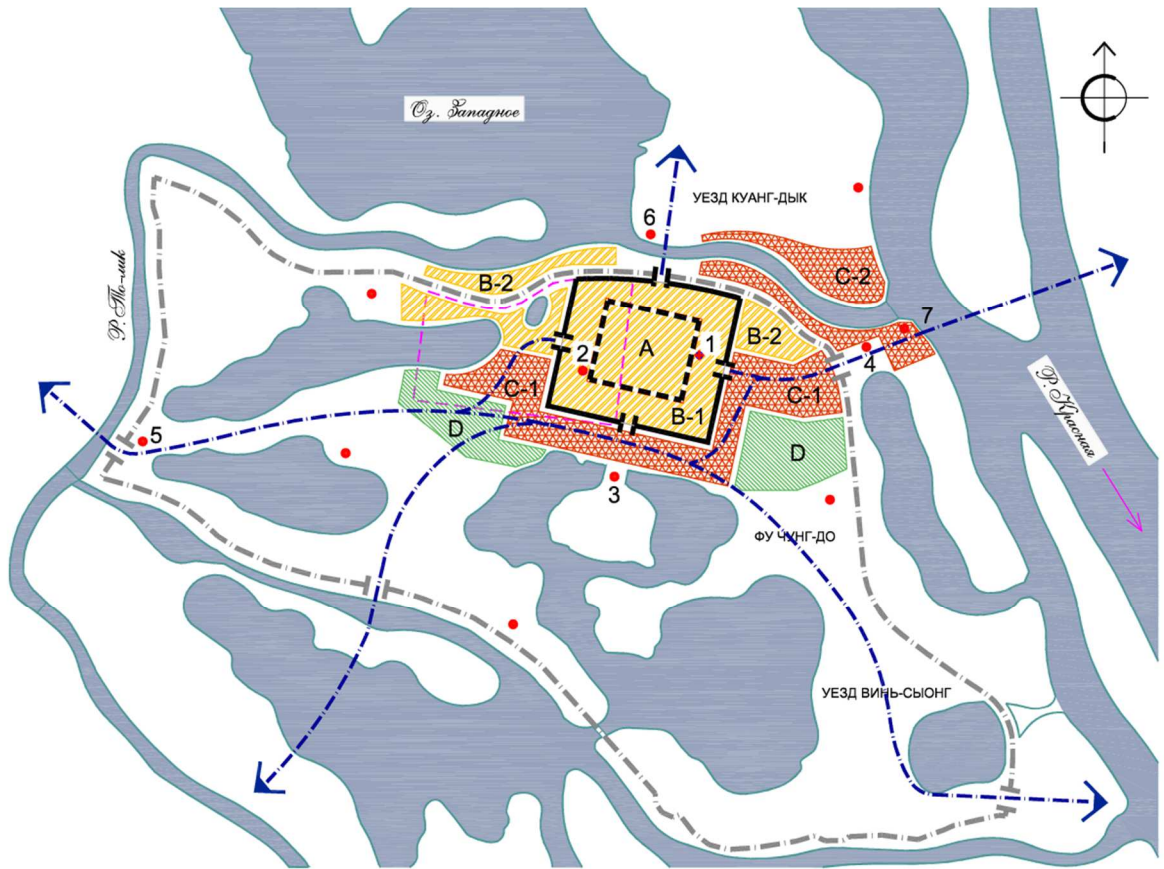 Оз. Западное
6
УЕЗД КУАНГ-ДЫК
Р. То-лик
В-2
С-2
7
1
4
А
В-2
2
С-1
С-1
В-1
D
5
D
3
Р. Красная
ФУ ЧУНГ-ДО
УЕЗД ВИНЬ-СЫОНГ